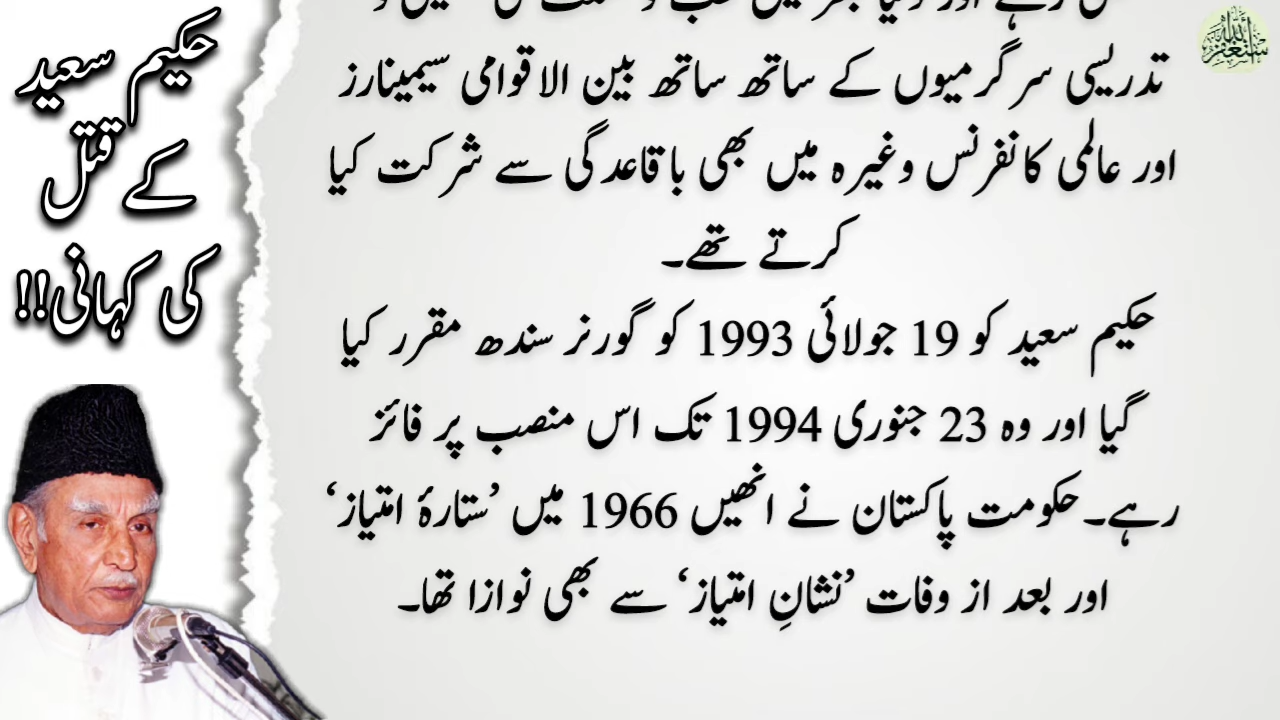 حکیم سعید
کے قتل
کی کہانی!!
تدریسی سرگرمیوں کے ساتھ ساتھ بین الاقوامی سیمینارز
اور عالمی کانفرنس وغیرہ میں بھی باقاعدگی سے شرکت کیا
کرتے تھے۔
حکیم سعید کو 19 جولائی 1993 کو گورنر سندھ مقرر کیا
گیا اور وہ 23 جنوری 1994 تک اس منصب پر فائز
رہے۔حکومت پاکستان نے انھیں 1966 میں ’ستارۂ امتیاز‘
اور بعد از وفات ’نشانِ امتیاز‘ سے بھی نوازا تھا۔